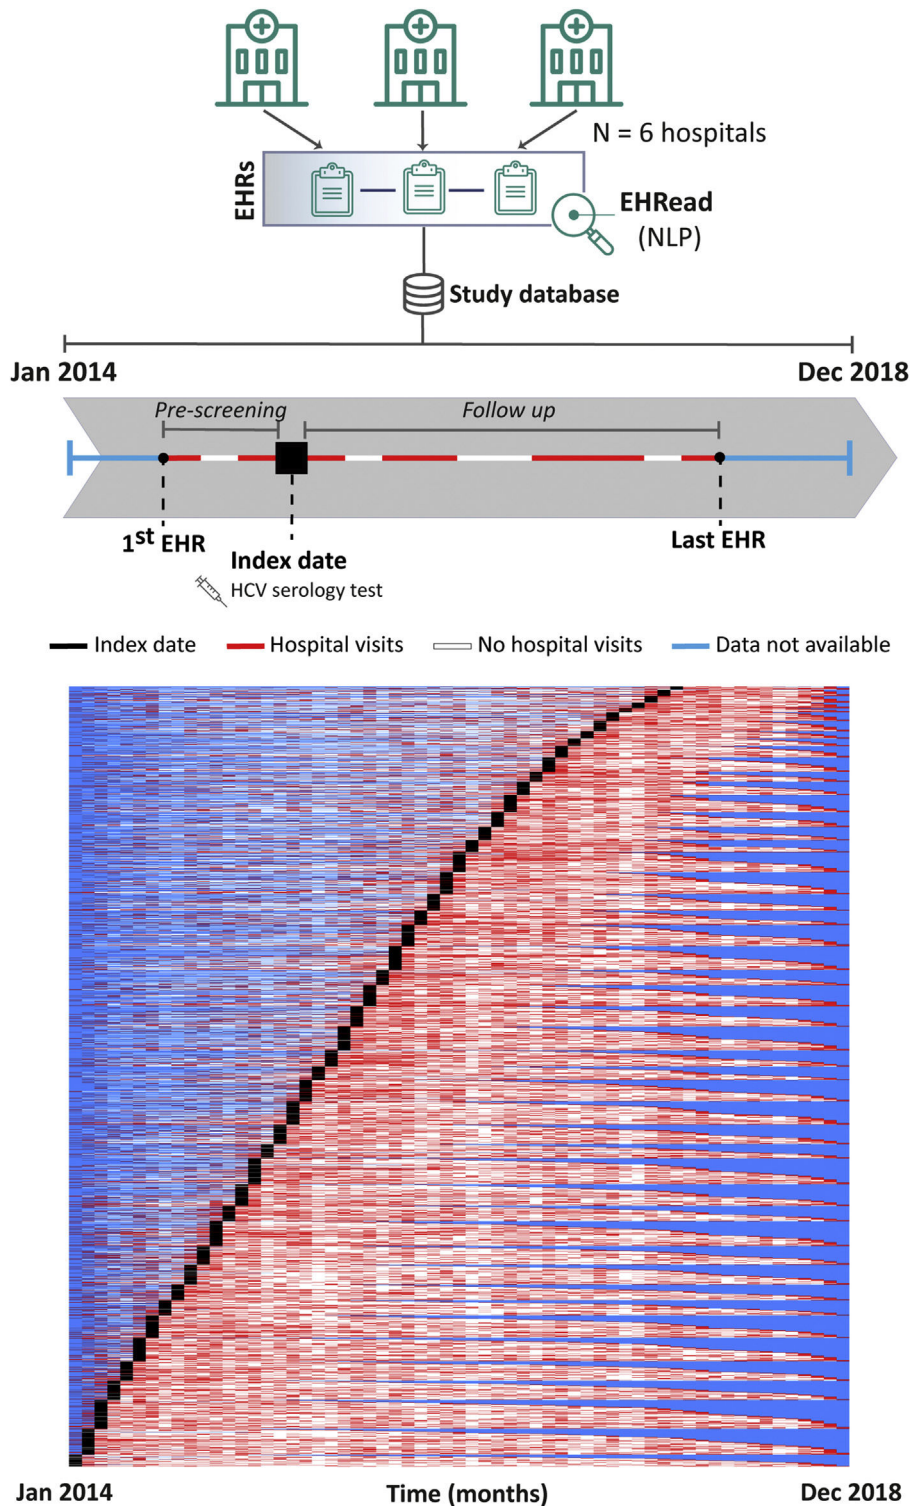 N = 6 hospitals
EHRs
EHRead
(NLP)
Study database
Jan 2014
Dec 2018
Pre-screening
Follow up
1st EHR
Index date
HCV serology test
Last EHR
Index date
Hospital visits
No hospital visits
Data not available
Jan 2014
Time (months)
Dec 2018